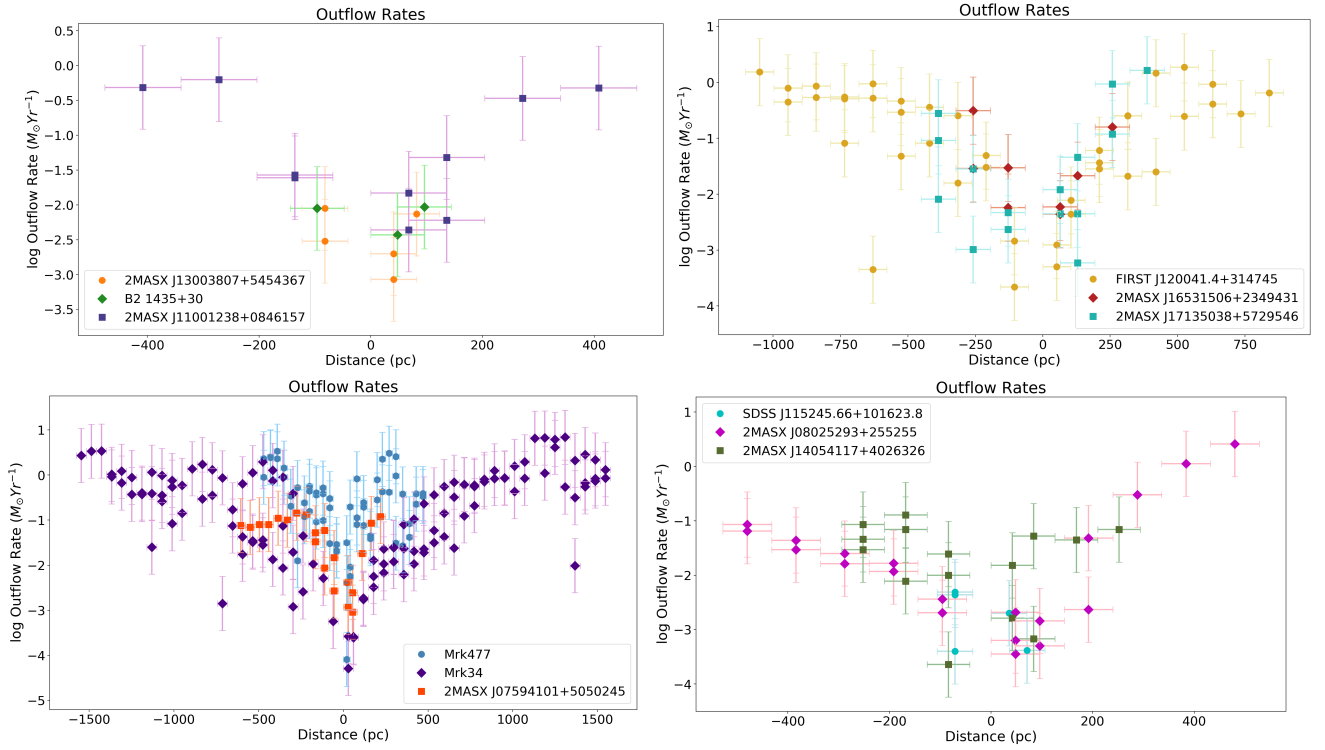 Outflow Rates
log Outflow Rate (M⊙Yr⁻¹)
0.5
0.0
−0.5
−1.0
−1.5
−2.0
−2.5
−3.0
−3.5
2MASX J13003807+5454367
B2 1435+30
2MASX J11001238+0846157
−400
−200
0
200
400
Distance (pc)
Outflow Rates
log Outflow Rate (M⊙Yr⁻¹)
1
0
−1
−2
−3
−4
FIRST J120041.4+314745
2MASX J16531506+2349431
2MASX J17135038+5729546
−1000
−750
−500
−250
0
250
500
750
Distance (pc)
Outflow Rates
log Outflow Rate (M⊙Yr⁻¹)
1
0
−1
−2
−3
−4
−5
Mrk477
Mrk34
2MASX J07594101+5050245
−1500
−1000
−500
0
500
1000
1500
Distance (pc)
Outflow Rates
log Outflow Rate (M⊙Yr⁻¹)
1
0
−1
−2
−3
−4
SDSS J115245.66+101623.8
2MASX J08025293+255255
2MASX J14054117+4026326
−400
−200
0
200
400
Distance (pc)